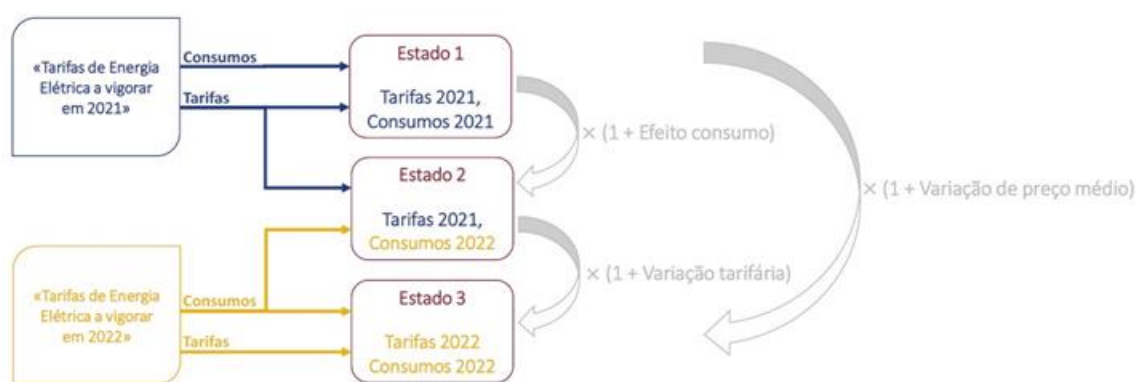 «Tarifas de Energia
Elétrica a vigorar
em 2021»
Consumos
Tarifas
Estado 1
Tarifas 2021,
Consumos 2021
× (1 + Efeito consumo)
Estado 2
Tarifas 2021,
Consumos 2022
× (1 + Variação de preço médio)
× (1 + Variação tarifária)
«Tarifas de Energia
Elétrica a vigorar
em 2022»
Consumos
Tarifas
Estado 3
Tarifas 2022
Consumos 2022